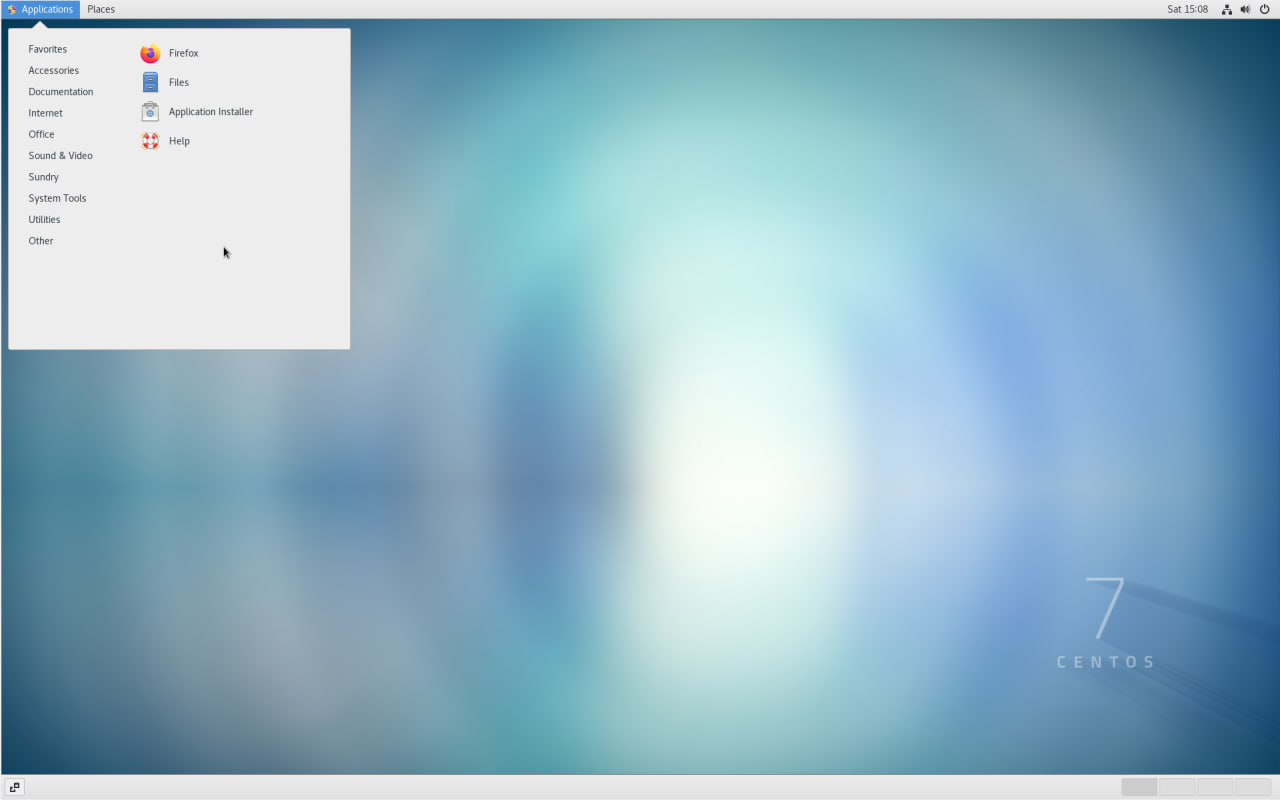 Applications Places Sat 15:08
Favorites
Accessories
Documentation
Internet
Office
Sound & Video
Sundry
System Tools
Utilities
Other
Firefox
Files
Application Installer
Help
7
CENTOS